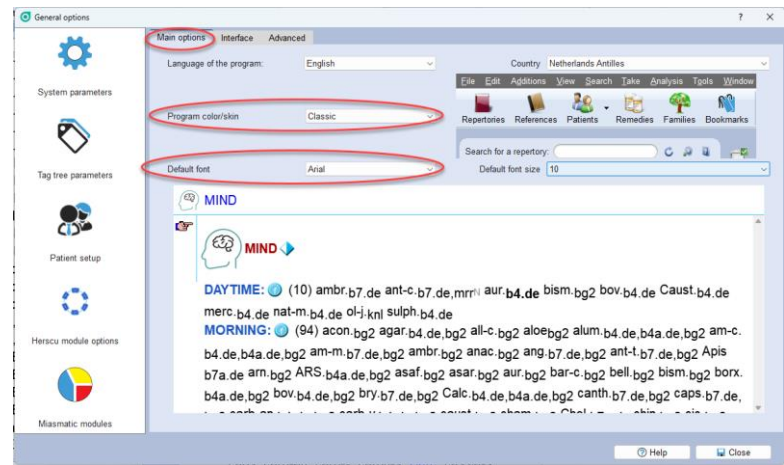 General options
? ×
Main options Interface Advanced
Language of the program: English
Country Netherlands Antilles
File Edit Additions View Search Take Analysis Tools Window
Repertories References Patients Remedies Families Bookmarks
Program color/skin Classic
Search for a repertory:
Default font Arial
Default font size 10
System parameters
Tag tree parameters
Patient setup
Herscu module options
Miasmatic modules
MIND
MIND
DAYTIME: (10) ambr.b7.de ant-c.b7.de,mrrN aur.b4.de bism.bg2 bov.b4.de Caust.b4.de
merc.b4.de nat-m.b4.de ol-j.knl sulph.b4.de
MORNING: (94) acon.bg2 agar.b4.de,bg2 all-c.bg2 aloebg2 alum.b4.de,b4a.de,bg2 am-c.
b4.de,b4a.de,bg2 am-m.b7.de,bg2 ambr.bg2 anac.bg2 ang.b7.de,bg2 ant-t.b7.de,bg2 Apis
b7a.de arn.bg2 ARS.b4a.de,bg2 asaf.bg2 asar.bg2 aur.bg2 bar-c.bg2 bell.bg2 bism.bg2 borx.
b4a.de,bg2 bov.b4.de,bg2 bry.b7.de,bg2 Calc.b4.de,b4a.de,bg2 canth.b7.de,bg2 caps.b7.de,
Help Close